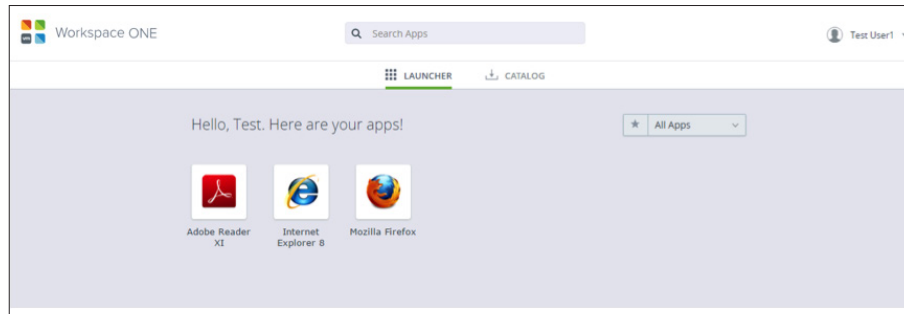 Workspace ONE
Search Apps
Test User1
LAUNCHER
CATALOG
Hello, Test. Here are your apps!
All Apps
Adobe Reader
XI
Internet
Explorer 8
Mozilla Firefox